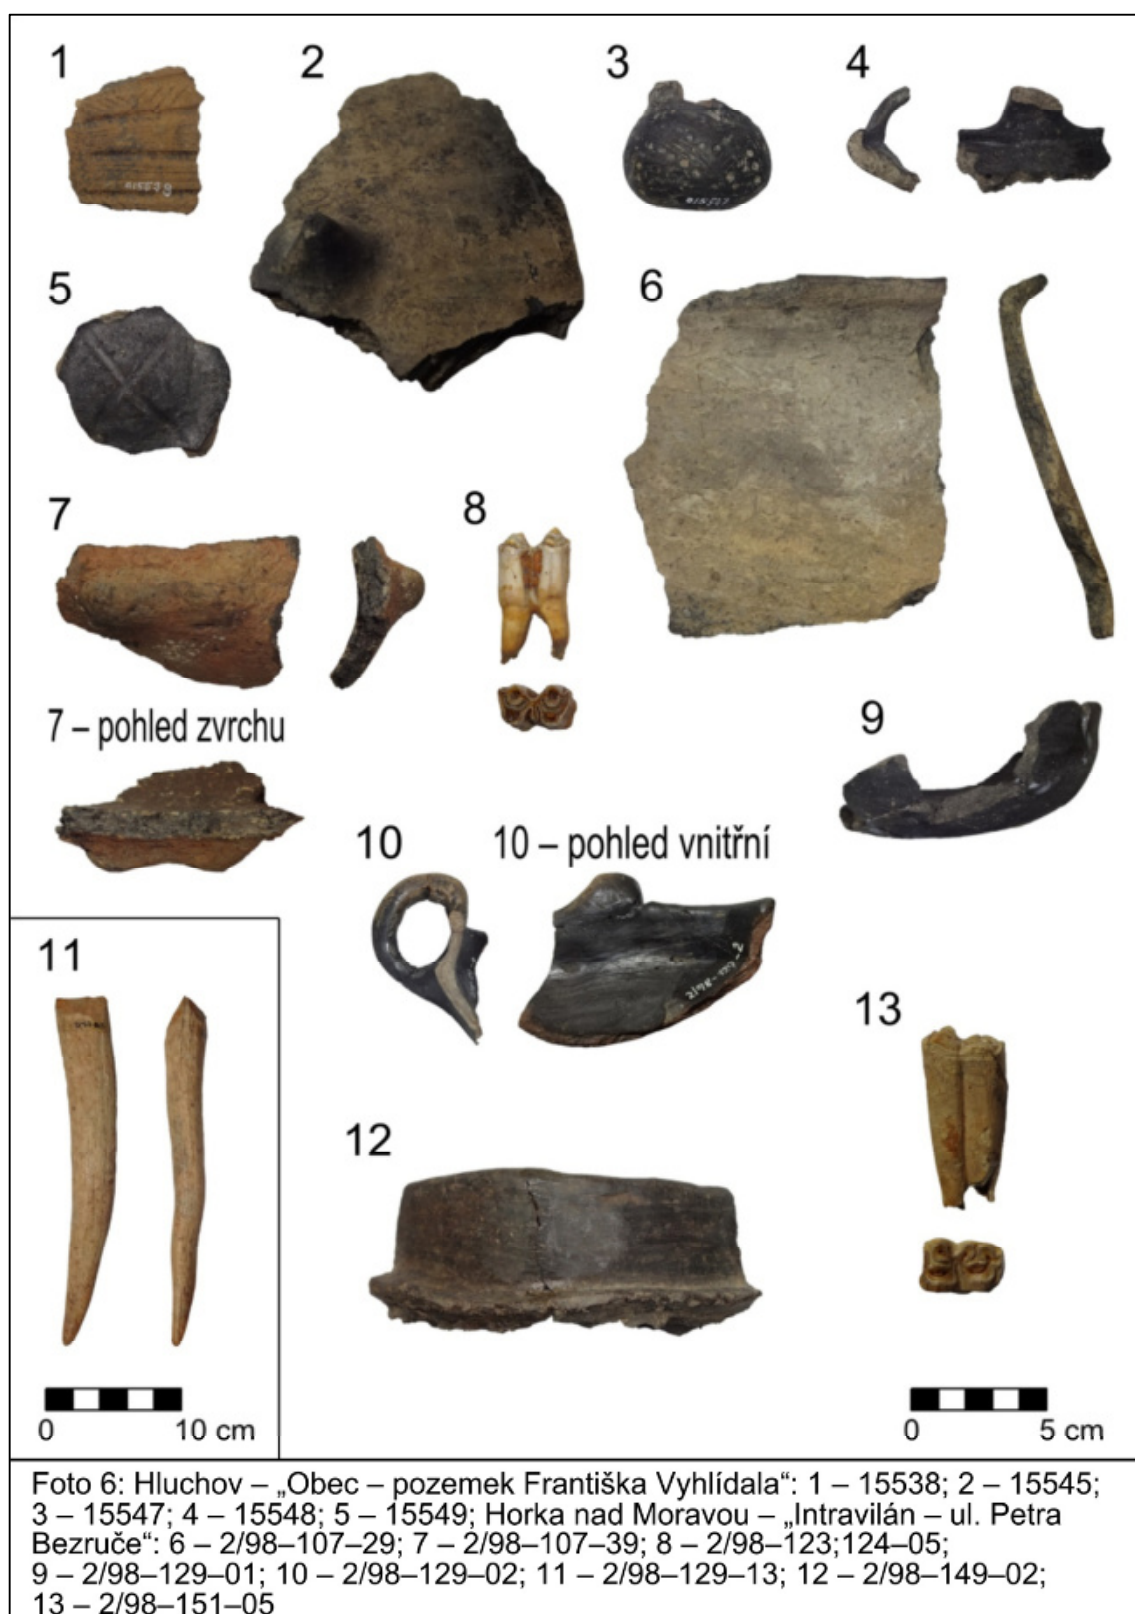 1
2
3
4
5
6
7
8
7 – pohled zvrchu
9
10
10 – pohled vnitřní
11
12
13
0 10 cm
0 5 cm
Foto 6: Hluchov – „Obec – pozemek Františka Vyhlídala“: 1 – 15538; 2 – 15545;
3 – 15547; 4 – 15548; 5 – 15549; Horka nad Moravou – „Intravilán – ul. Petra
Bezruče“: 6 – 2/98–107–29; 7 – 2/98–107–39; 8 – 2/98–123;124–05;
9 – 2/98–129–01; 10 – 2/98–129–02; 11 – 2/98–129–13; 12 – 2/98–149–02;
13 – 2/98–151–05